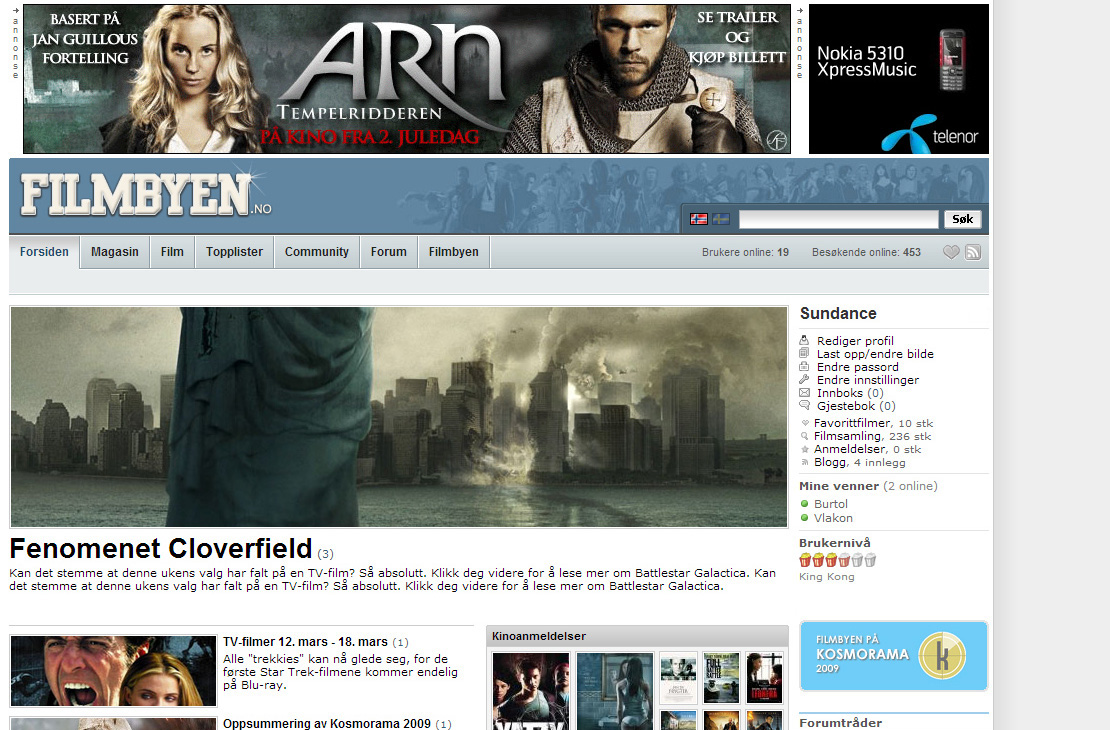 annonse
BASERT PÅ
JAN GUILLOUS
FORTELLING
ARN
TEMPELRIDDEREN
PÅ KINO FRA 2. JULEDAG
SE TRAILER
OG
KJØP BILLETT
annonse
Nokia 5310
XpressMusic
telenor
FILMBYEN.NO
Søk
Forsiden Magasin Film Topplister Community Forum Filmbyen
Brukere online: 19 Besøkende online: 453
Sundance
Rediger profil
Last opp/endre bilde
Endre passord
Endre innstillinger
Innboks (0)
Gjestebok (0)
Favorittfilmer, 10 stk
Filmsamling, 236 stk
Anmeldelser, 0 stk
Blogg, 4 innlegg
Mine venner (2 online)
Burtol
Vlakon
Brukernivå
King Kong
Fenomenet Cloverfield (3)
Kan det stemme at denne ukens valg har falt på en TV-film? Så absolutt. Klikk deg videre for å lese mer om Battlestar Galactica. Kan
det stemme at denne ukens valg har falt på en TV-film? Så absolutt. Klikk deg videre for å lese mer om Battlestar Galactica.
TV-filmer 12. mars - 18. mars (1)
Alle "trekkies" kan nå glede seg, for de
første Star Trek-filmene kommer endelig
på Blu-ray.
Oppsummering av Kosmorama 2009 (1)
Kinoanmeldelser
FILMBYEN PÅ
KOSMORAMA
2009
k
Forumtråder